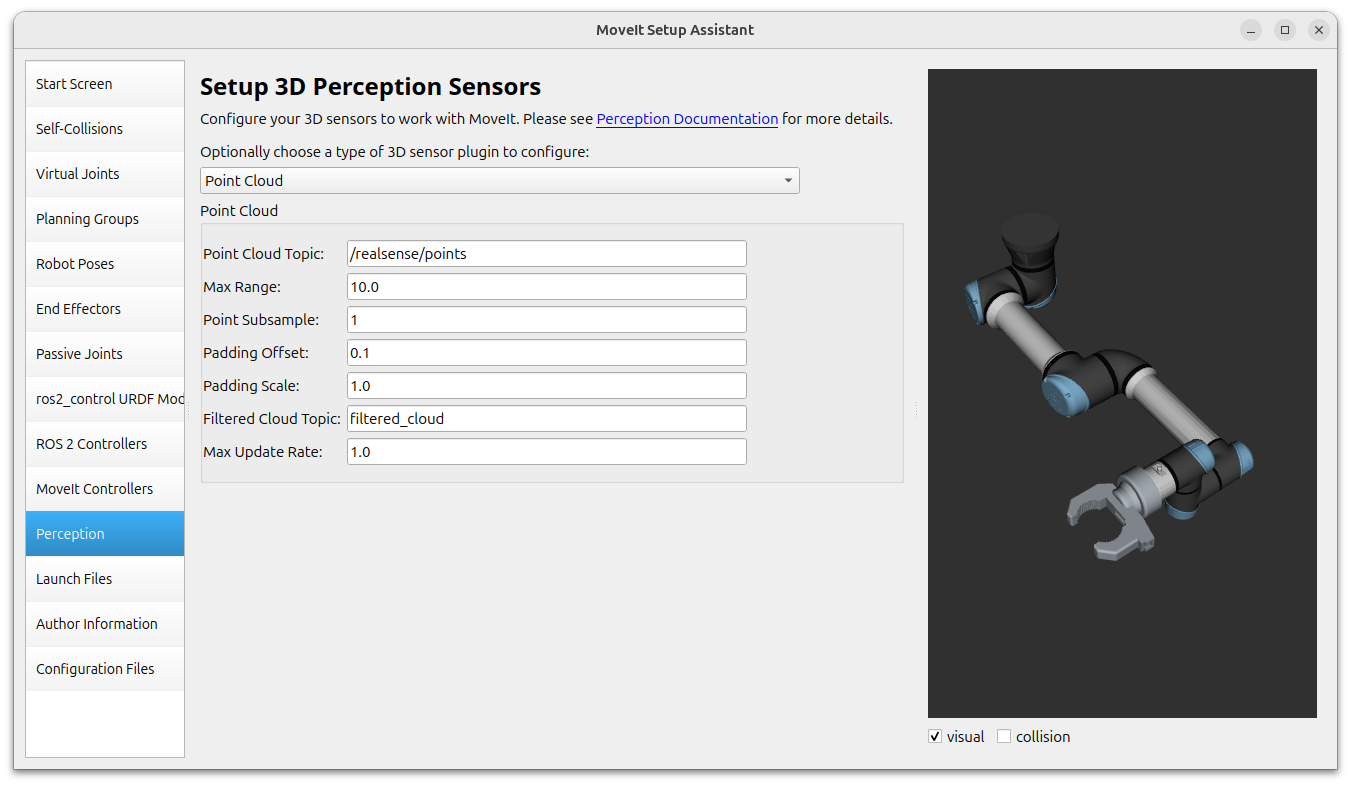 MoveIt Setup Assistant
Start Screen
Self-Collisions
Virtual Joints
Planning Groups
Robot Poses
End Effectors
Passive Joints
ros2_control URDF Mod
ROS 2 Controllers
MoveIt Controllers
Perception
Launch Files
Author Information
Configuration Files
Setup 3D Perception Sensors
Configure your 3D sensors to work with MoveIt. Please see Perception Documentation for more details.
Optionally choose a type of 3D sensor plugin to configure:
Point Cloud
Point Cloud
Point Cloud Topic: /realsense/points
Max Range: 10.0
Point Subsample: 1
Padding Offset: 0.1
Padding Scale: 1.0
Filtered Cloud Topic: filtered_cloud
Max Update Rate: 1.0
visual collision